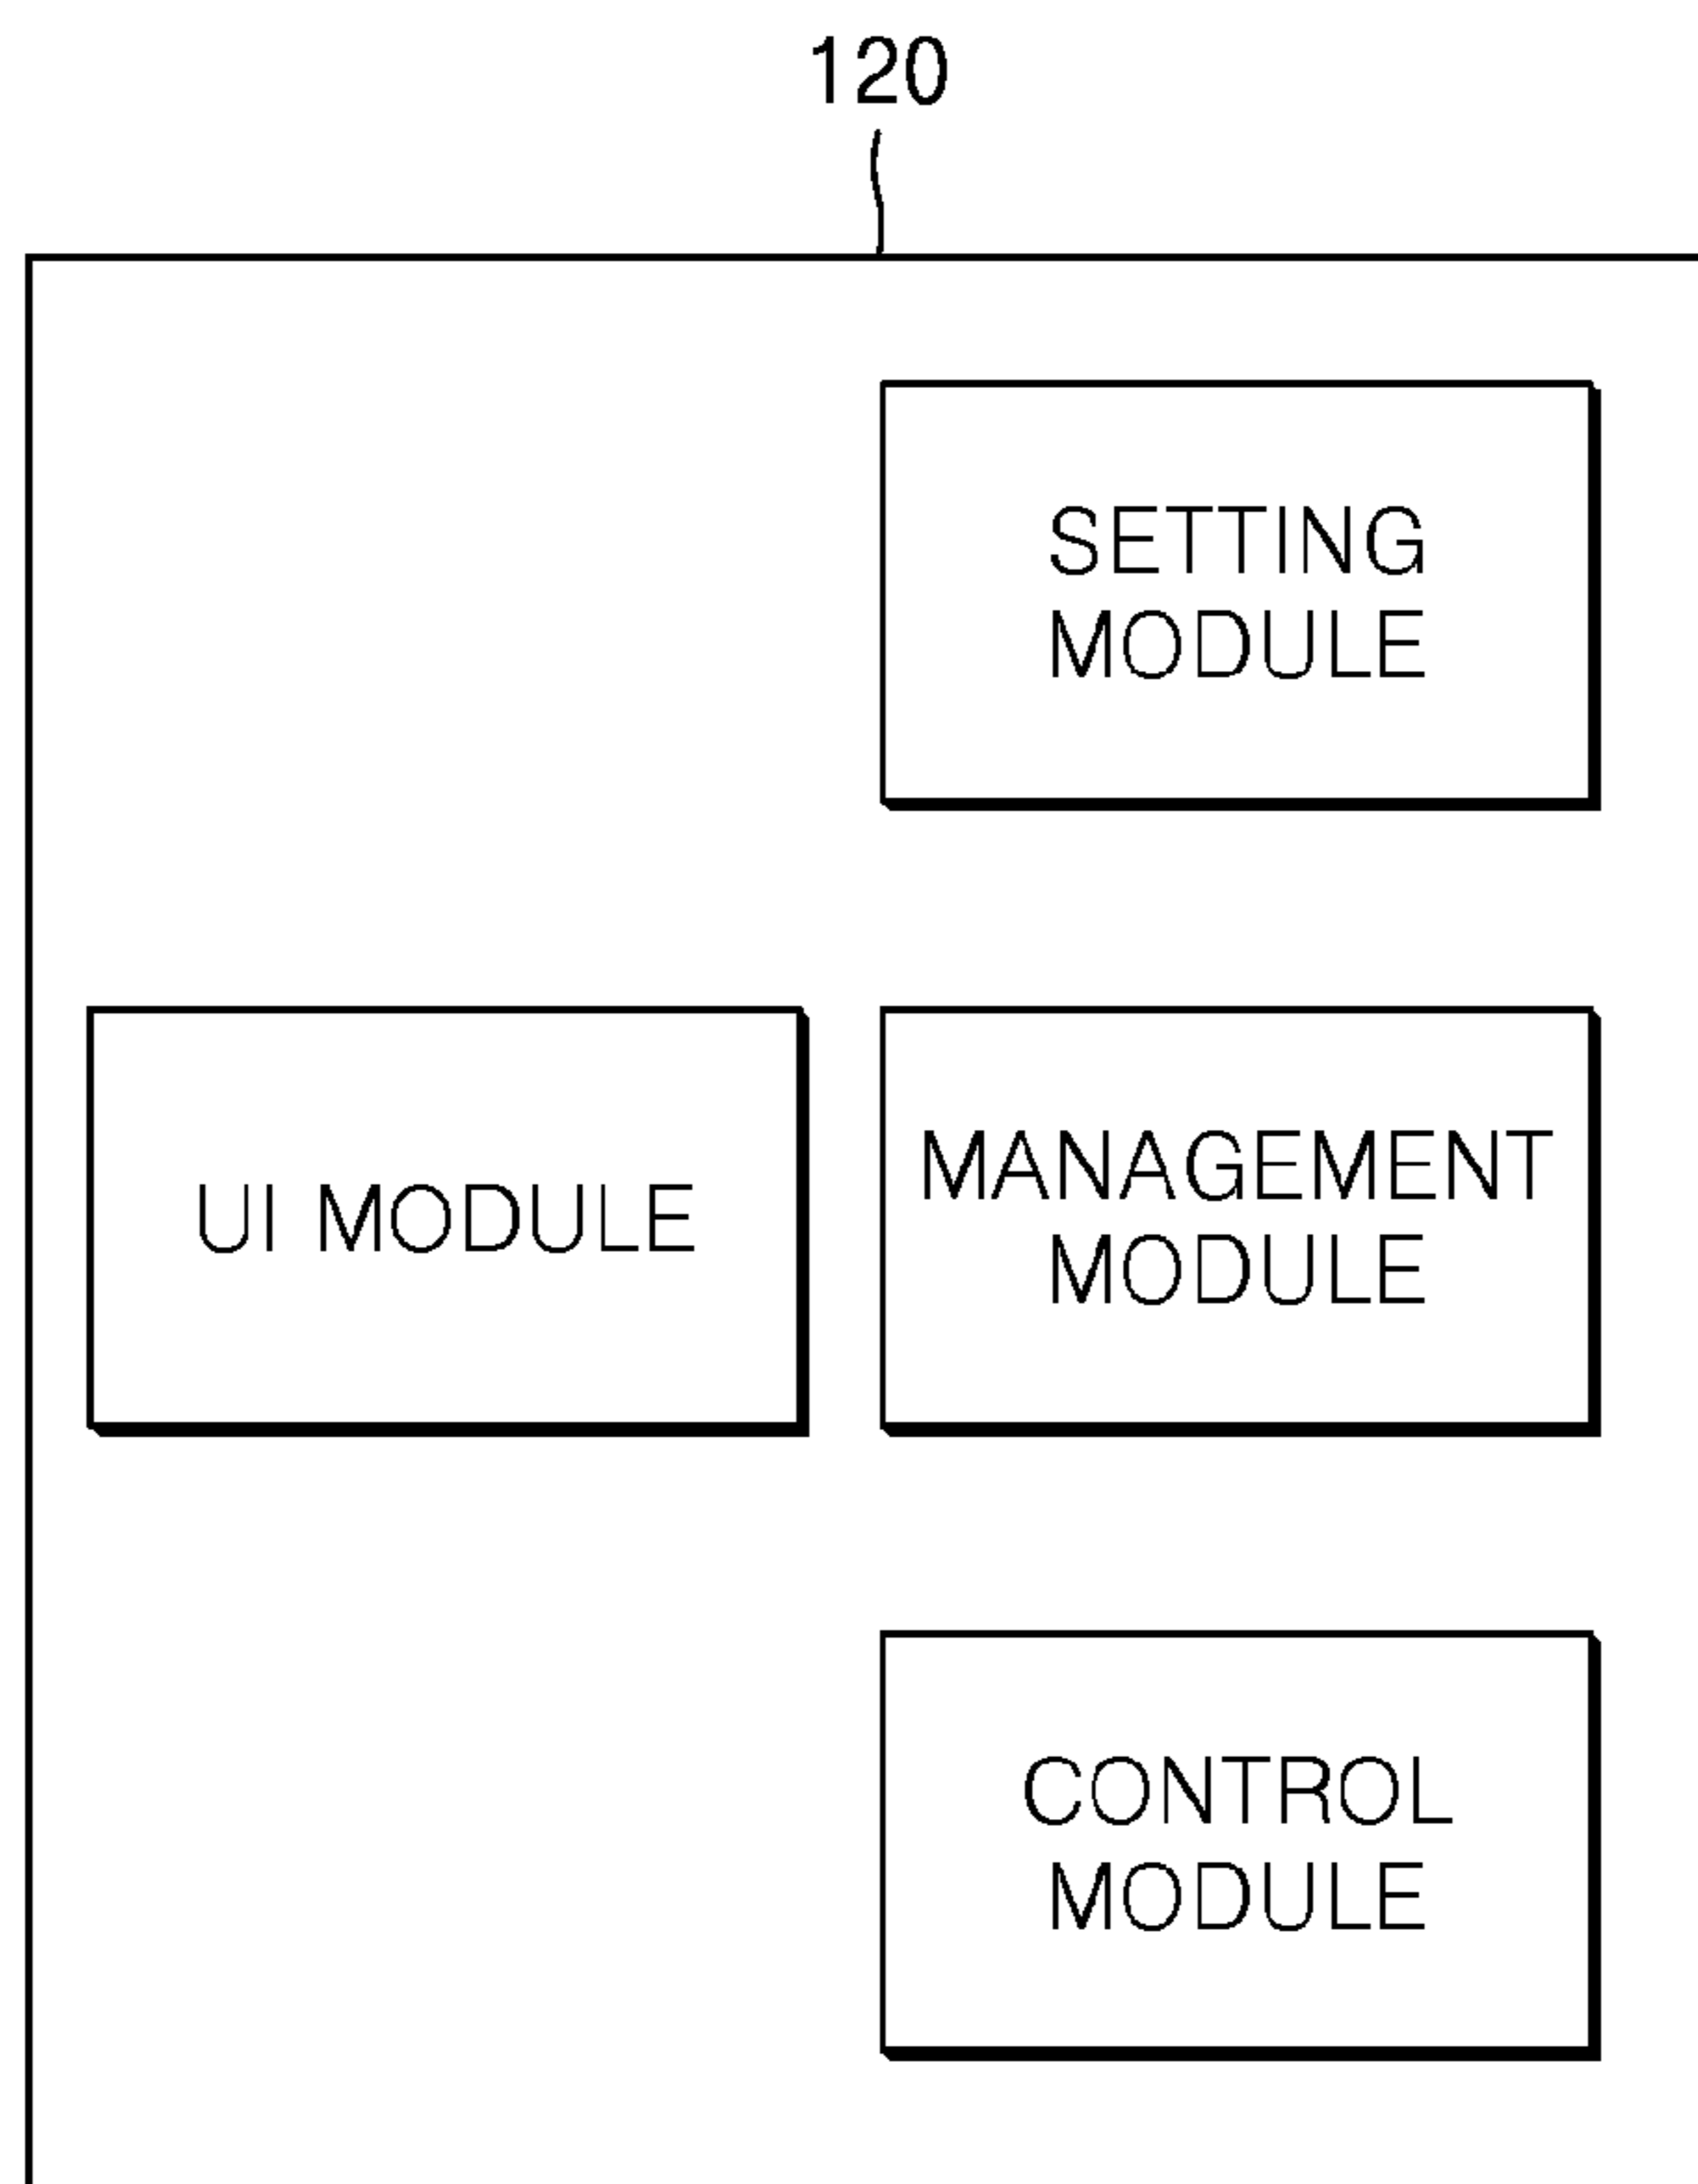 120
SETTING
MODULE
UI MODULE
MANAGEMENT
MODULE
CONTROL
MODULE